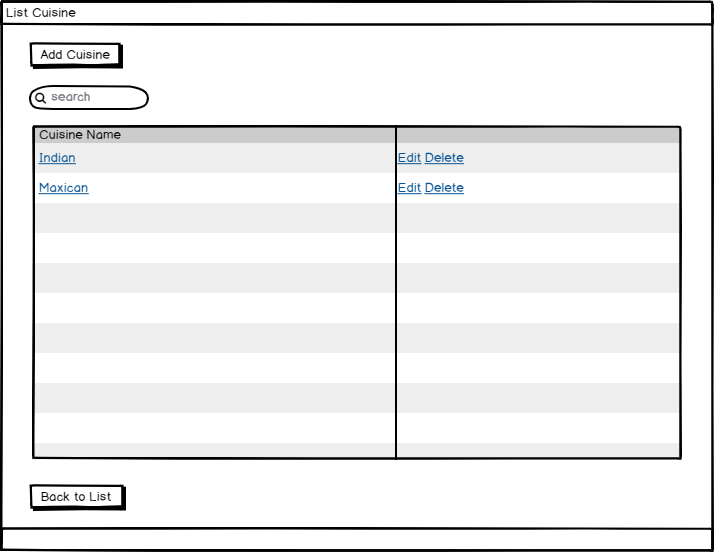 List Cuisine
Add Cuisine
search
Cuisine Name
Indian Edit Delete
Maxican Edit Delete
Back to List